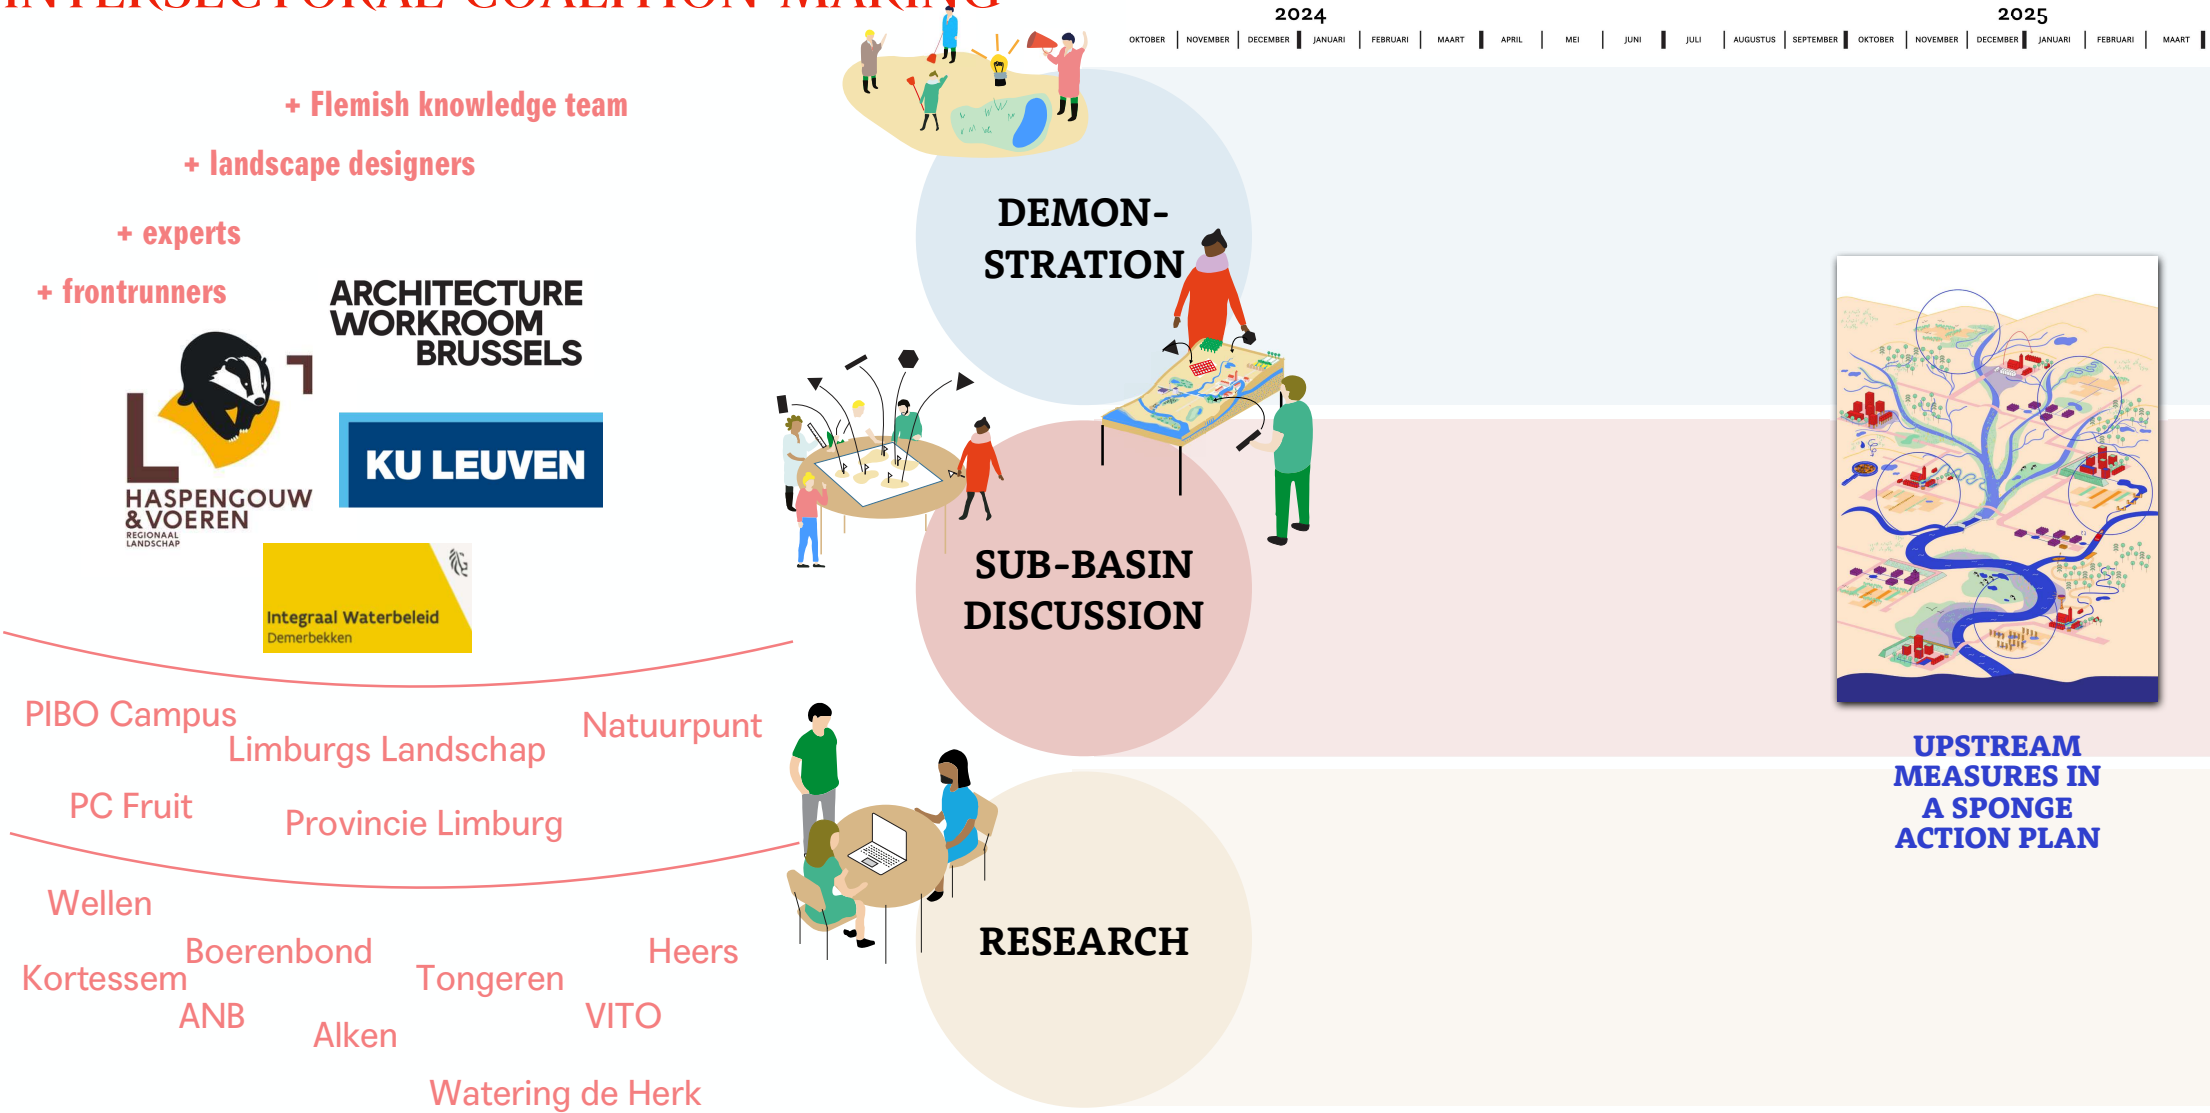 INTERSECTORAL COALITION MAKING
2024
2025
OKTOBER NOVEMBER DECEMBER JANUARI FEBRUARI MAART APRIL MEI JUNI JULI AUGUSTUS SEPTEMBER OKTOBER NOVEMBER DECEMBER JANUARI FEBRUARI MAART
+ Flemish knowledge team
+ landscape designers
+ experts
+ frontrunners
ARCHITECTURE
WORKROOM
BRUSSELS
HASPENGOUW
& VOEREN
REGIONAAL
LANDSCHAP
KU LEUVEN
Integraal Waterbeleid
Demerbekken
PIBO Campus
Limburgs Landschap
Natuurpunt
PC Fruit
Provincie Limburg
Wellen
Boerenbond
Heers
Kortessem
Tongeren
ANB
VITO
Alken
Watering de Herk
DEMON-
STRATION
SUB-BASIN
DISCUSSION
RESEARCH
UPSTREAM
MEASURES IN
A SPONGE
ACTION PLAN